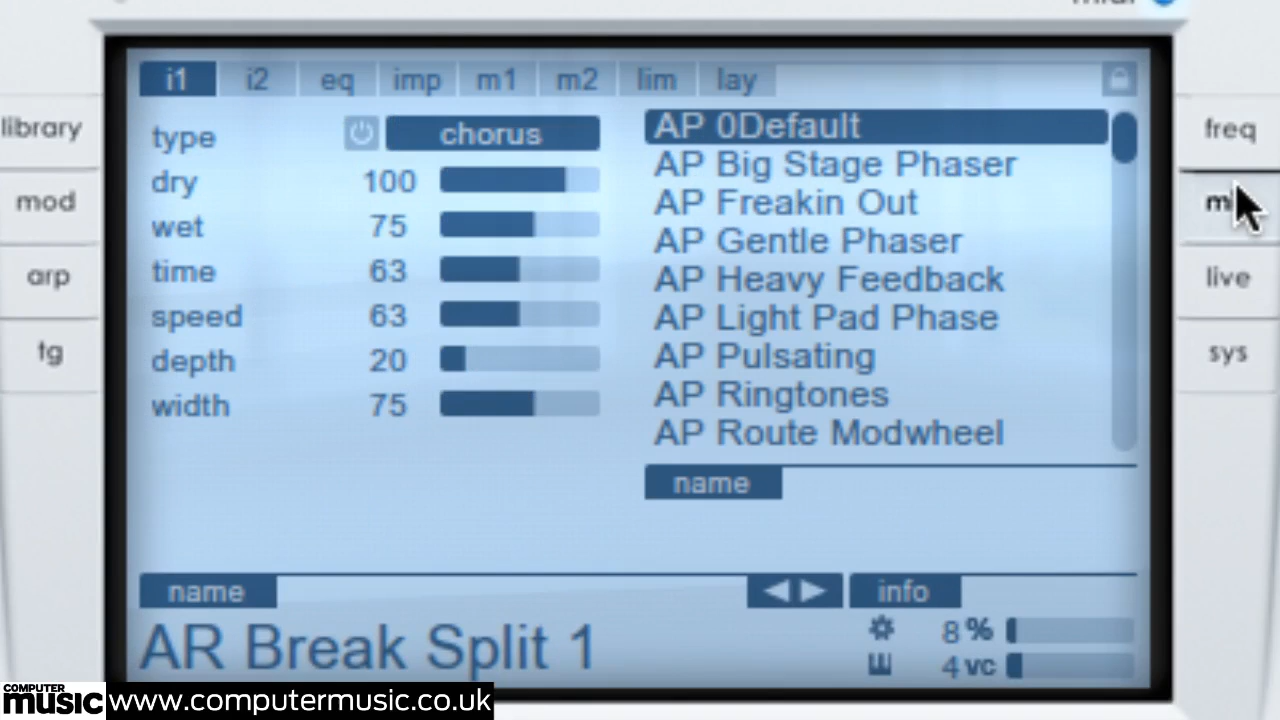 i1 i2 eq imp m1 m2 lim lay
library
mod
arp
tg
type chorus
dry 100
wet 75
time 63
speed 63
depth 20
width 75
AP 0Default
AP Big Stage Phaser
AP Freakin Out
AP Gentle Phaser
AP Heavy Feedback
AP Light Pad Phase
AP Pulsating
AP Ringtones
AP Route Modwheel
name
freq
live
sys
name
info
AR Break Split 1
8 %
4 vc
COMPUTER
music
www.computermusic.co.uk